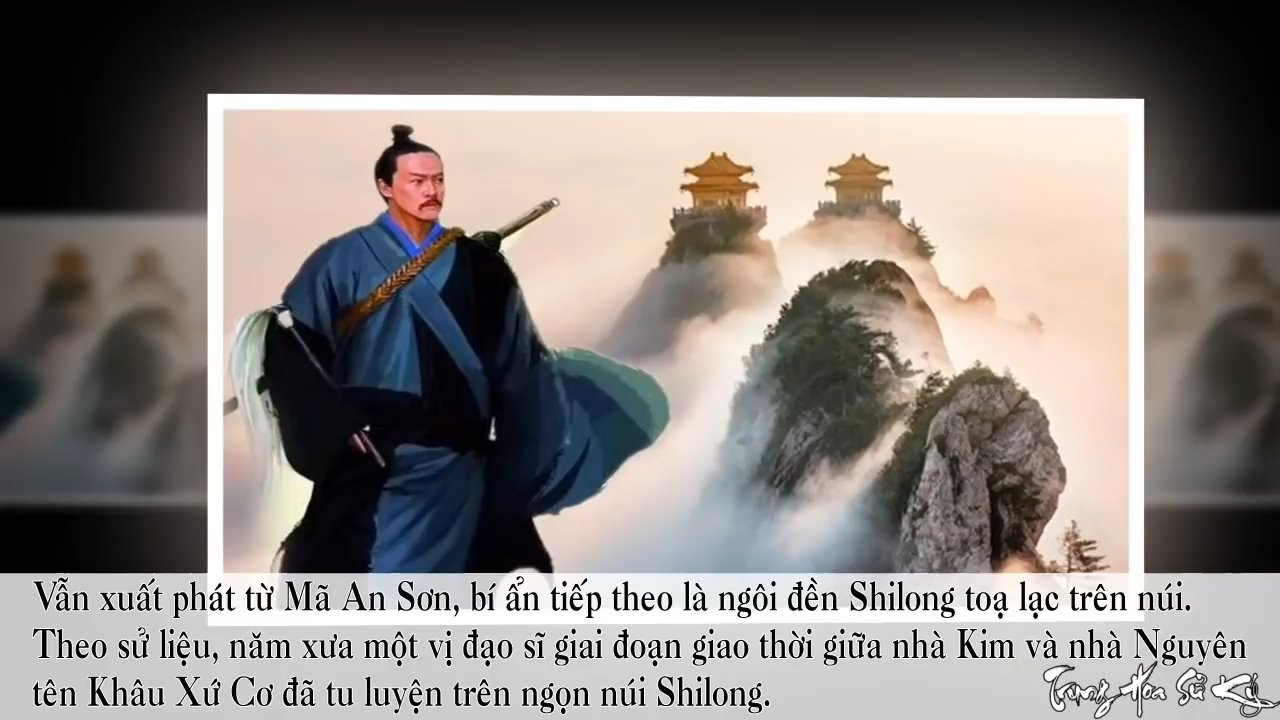 Vẫn xuất phát từ Mã An Sơn, bí ẩn tiếp theo là ngôi đền Shilong toạ lạc trên núi.
Theo sử liệu, năm xưa một vị đạo sĩ giai đoạn giao thời giữa nhà Kim và nhà Nguyên
tên Khâu Xứ Cơ đã tu luyện trên ngọn núi Shilong.
Trung Hoa Sử Ký